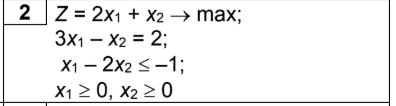 2 Z = 2x₁ + x₂ → max;
3x₁ – x₂ = 2;
x₁ – 2x₂ ≤ –1;
x₁ ≥ 0, x₂ ≥ 0